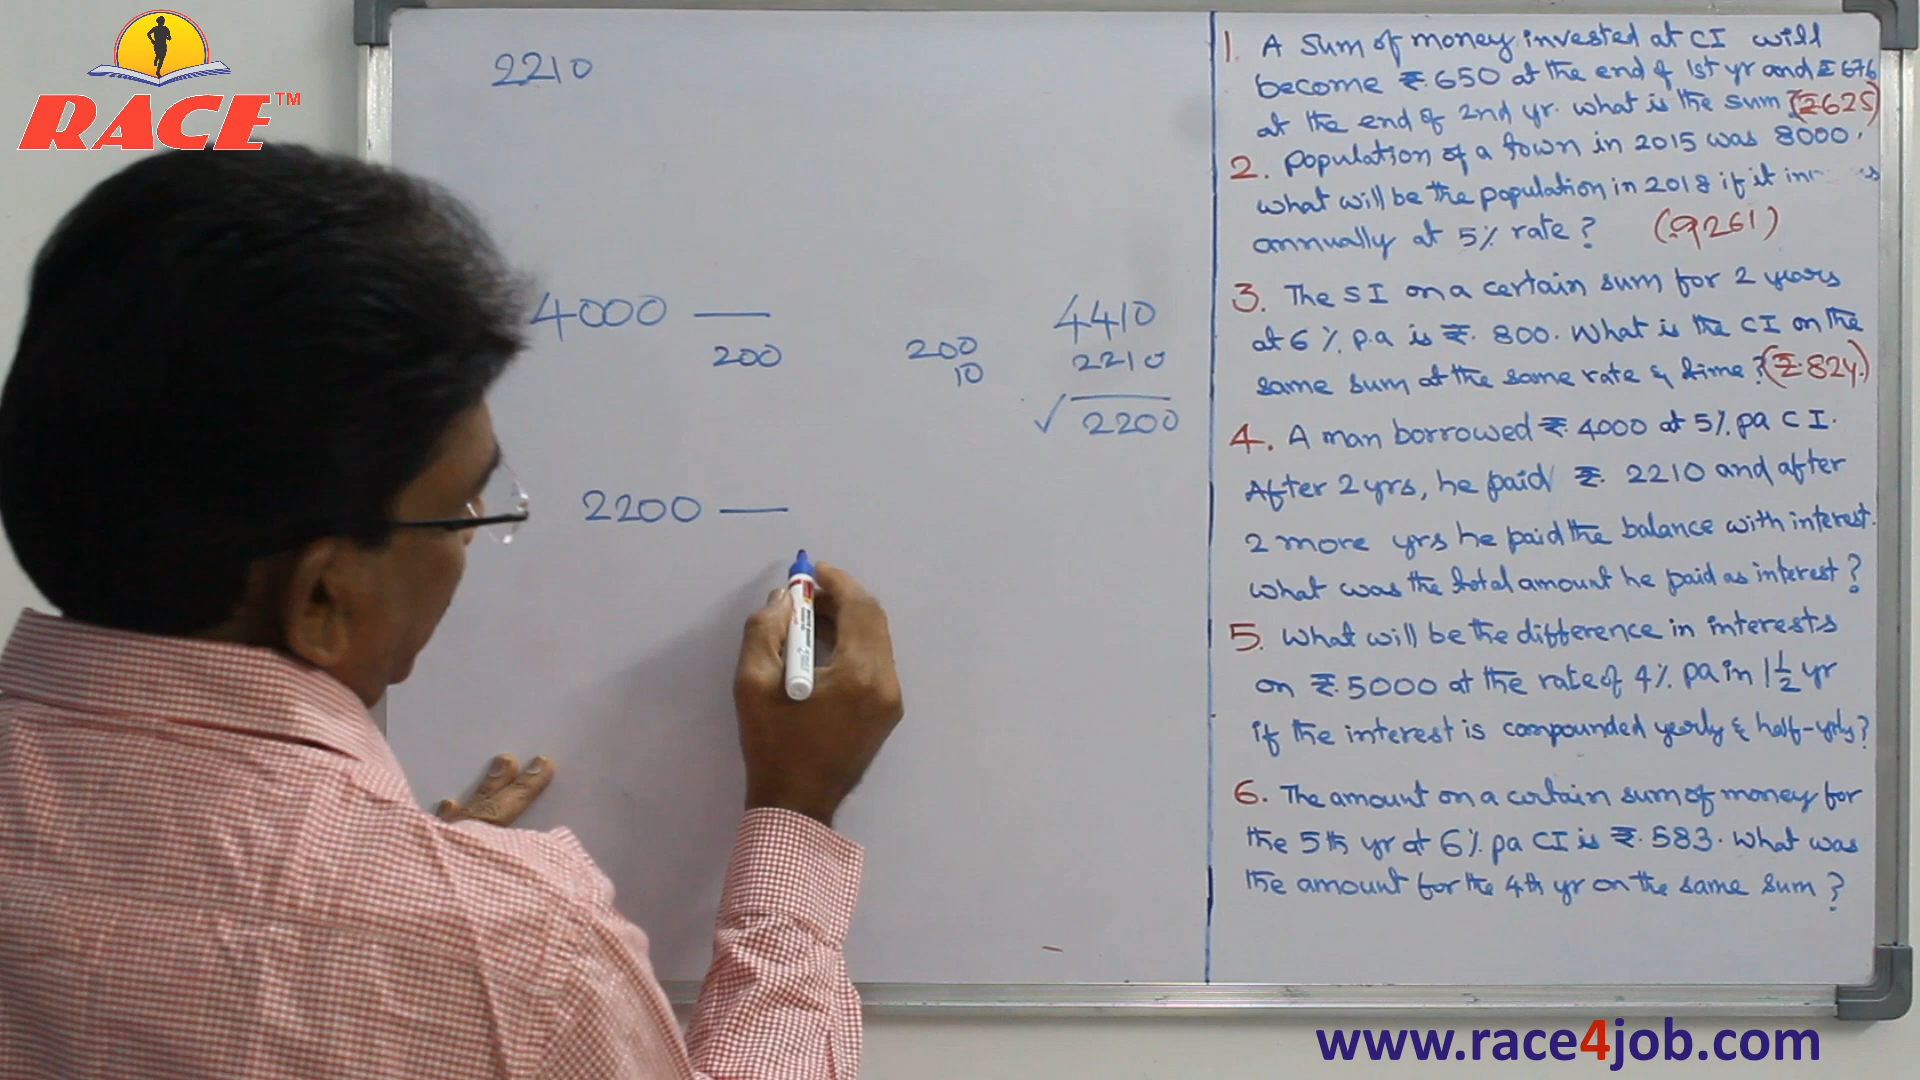 RACE™
2210
4000 —
200
200
10
4410
2210
√ 2200
2200 —
1. A sum of money invested at CI will
become ₹. 650 at the end of 1st yr and ₹ 676
at the end of 2nd yr. what is the sum? (₹625)
2. Population of a town in 2015 was 8000.
what will be the population in 2018 if it
annually at 5% rate? (9261)
3. The SI on a certain sum for 2 years
at 6% p.a is ₹. 800. What is the CI on the
same sum at the same rate & time? (₹.824.)
4. A man borrowed ₹. 4000 at 5% pa CI.
After 2 yrs, he paid ₹. 2210 and after
2 more yrs he paid the balance with interest.
what was the total amount he paid as interest?
5. What will be the difference in interests
on ₹. 5000 at the rate of 4% pa in 1 1/2 yr
if the interest is compounded yearly & half-yrly?
6. The amount on a certain sum of money for
the 5th yr at 6% pa CI is ₹. 583. What was
the amount for the 4th yr on the same sum?
www.race4job.com